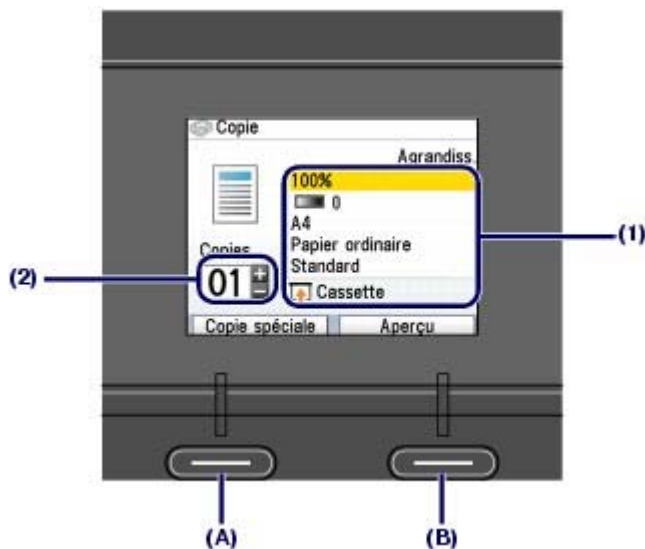 Copie
Agrandiss.
100%
0
A4
Papier ordinaire
Standard
Copies
01
Cassette
Copie spéciale
Aperçu
(1)
(2)
(A)
(B)